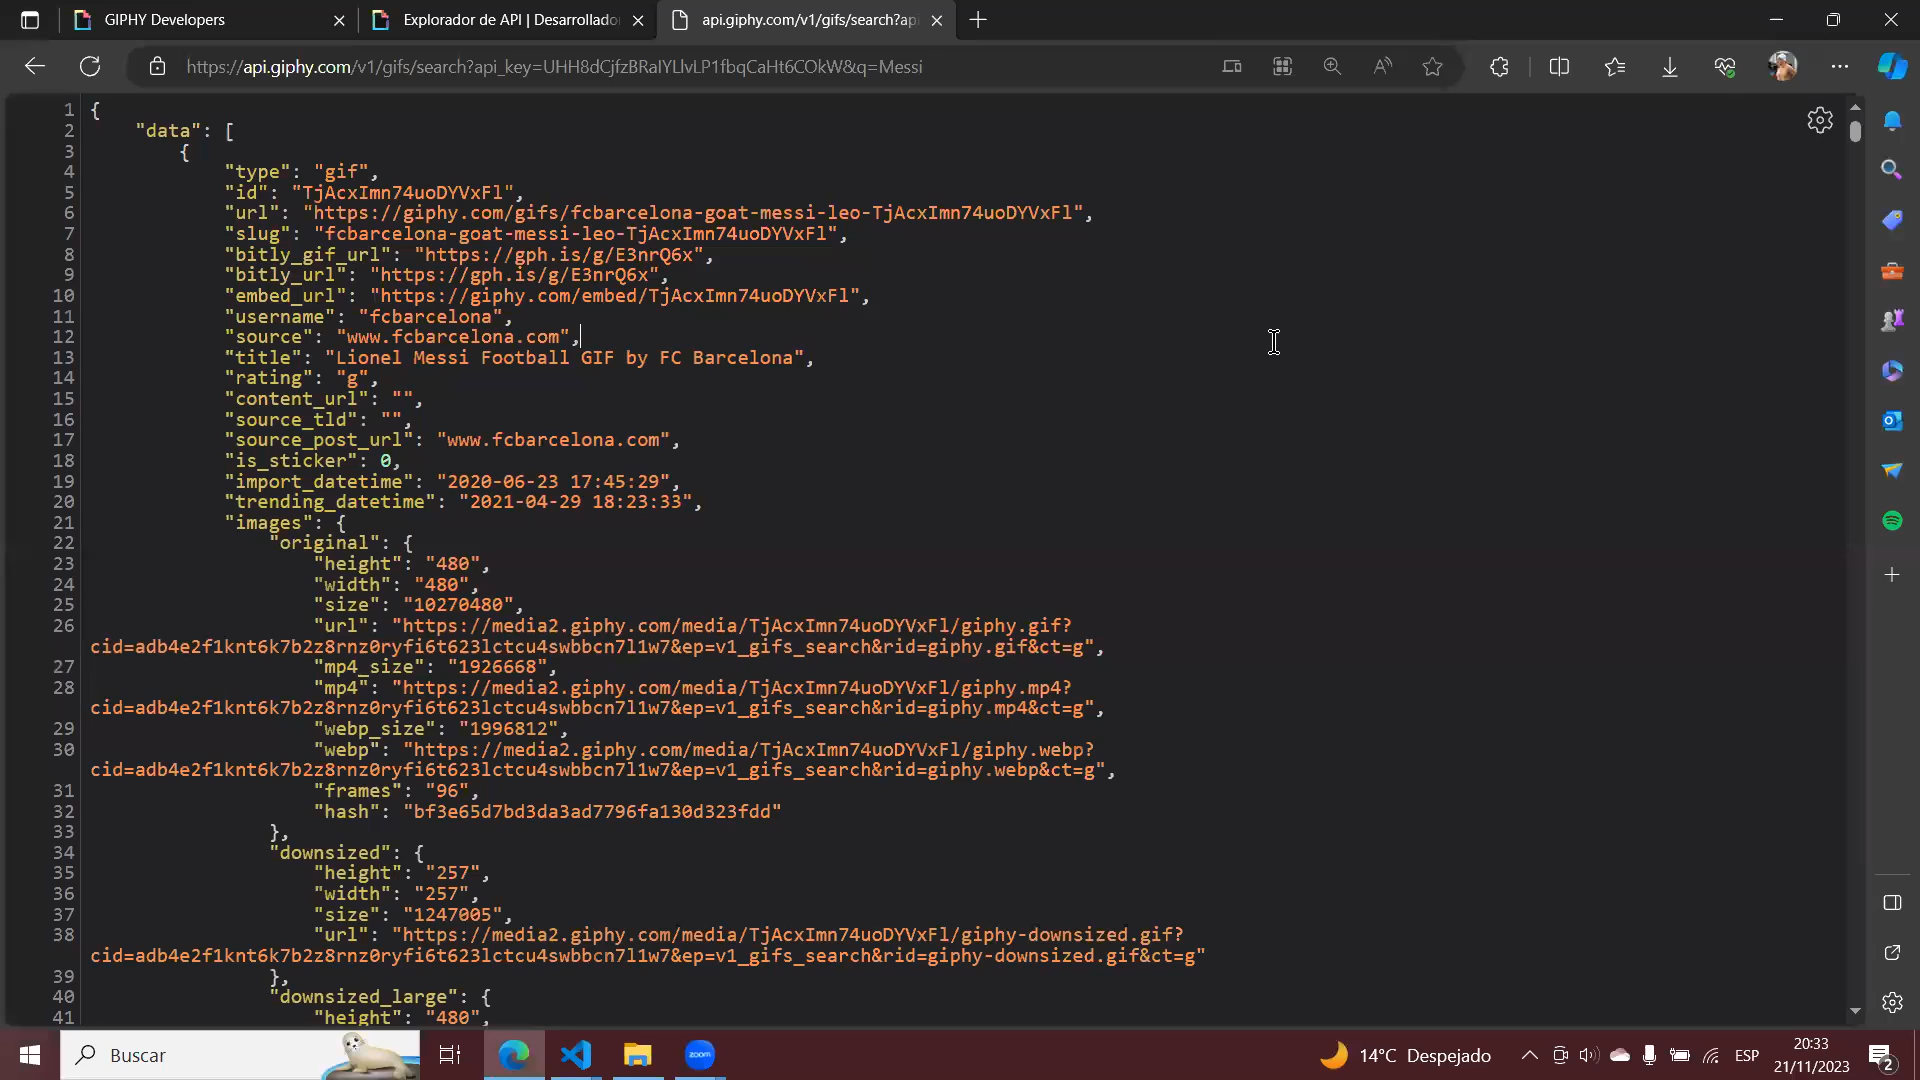 GIPHY Developers
Explorador de API | Desarrollado
api.giphy.com/v1/gifs/search?api
https://api.giphy.com/v1/gifs/search?api_key=UHH8dCjfzBRaIYLlvLP1fbqCaHt6COkW&q=Messi
1 {
2 "data": [
3 {
4 "type": "gif",
5 "id": "TjAcxImn74uoDYVxFl",
6 "url": "https://giphy.com/gifs/fcbarcelona-goat-messi-leo-TjAcxImn74uoDYVxFl",
7 "slug": "fcbarcelona-goat-messi-leo-TjAcxImn74uoDYVxFl",
8 "bitly_gif_url": "https://gph.is/g/E3nrQ6x",
9 "bitly_url": "https://gph.is/g/E3nrQ6x",
10 "embed_url": "https://giphy.com/embed/TjAcxImn74uoDYVxFl",
11 "username": "fcbarcelona",
12 "source": "www.fcbarcelona.com",
13 "title": "Lionel Messi Football GIF by FC Barcelona",
14 "rating": "g",
15 "content_url": "",
16 "source_tld": "",
17 "source_post_url": "www.fcbarcelona.com",
18 "is_sticker": 0,
19 "import_datetime": "2020-06-23 17:45:29",
20 "trending_datetime": "2021-04-29 18:23:33",
21 "images": {
22 "original": {
23 "height": "480",
24 "width": "480",
25 "size": "10270480",
26 "url": "https://media2.giphy.com/media/TjAcxImn74uoDYVxFl/giphy.gif?
cid=adb4e2f1knt6k7b2z8rnz0ryfi6t623lctcu4swbbcn7l1w7&ep=v1_gifs_search&rid=giphy.gif&ct=g",
27 "mp4_size": "1926668",
28 "mp4": "https://media2.giphy.com/media/TjAcxImn74uoDYVxFl/giphy.mp4?
cid=adb4e2f1knt6k7b2z8rnz0ryfi6t623lctcu4swbbcn7l1w7&ep=v1_gifs_search&rid=giphy.mp4&ct=g",
29 "webp_size": "1996812",
30 "webp": "https://media2.giphy.com/media/TjAcxImn74uoDYVxFl/giphy.webp?
cid=adb4e2f1knt6k7b2z8rnz0ryfi6t623lctcu4swbbcn7l1w7&ep=v1_gifs_search&rid=giphy.webp&ct=g",
31 "frames": "96",
32 "hash": "bf3e65d7bd3da3ad7796fa130d323fdd"
33 },
34 "downsized": {
35 "height": "257",
36 "width": "257",
37 "size": "1247005",
38 "url": "https://media2.giphy.com/media/TjAcxImn74uoDYVxFl/giphy-downsized.gif?
cid=adb4e2f1knt6k7b2z8rnz0ryfi6t623lctcu4swbbcn7l1w7&ep=v1_gifs_search&rid=giphy-downsized.gif&ct=g"
39 },
40 "downsized_large": {
41 "height": "480",
Buscar
zoom
14°C Despejado
ESP
20:33
21/11/2023
2